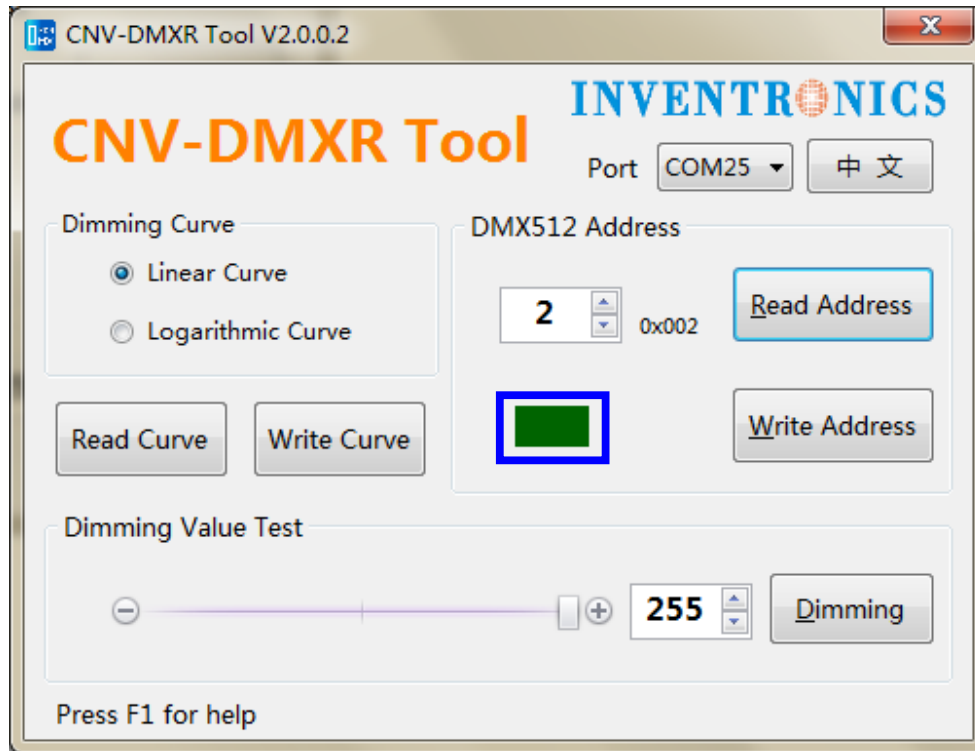 CNV-DMXR Tool V2.0.0.2
INVENTRONICS
CNV-DMXR Tool
Port COM25 中 文
Dimming Curve
Linear Curve
Logarithmic Curve
Read Curve Write Curve
DMX512 Address
2 0x002 Read Address
Write Address
Dimming Value Test
255 Dimming
Press F1 for help